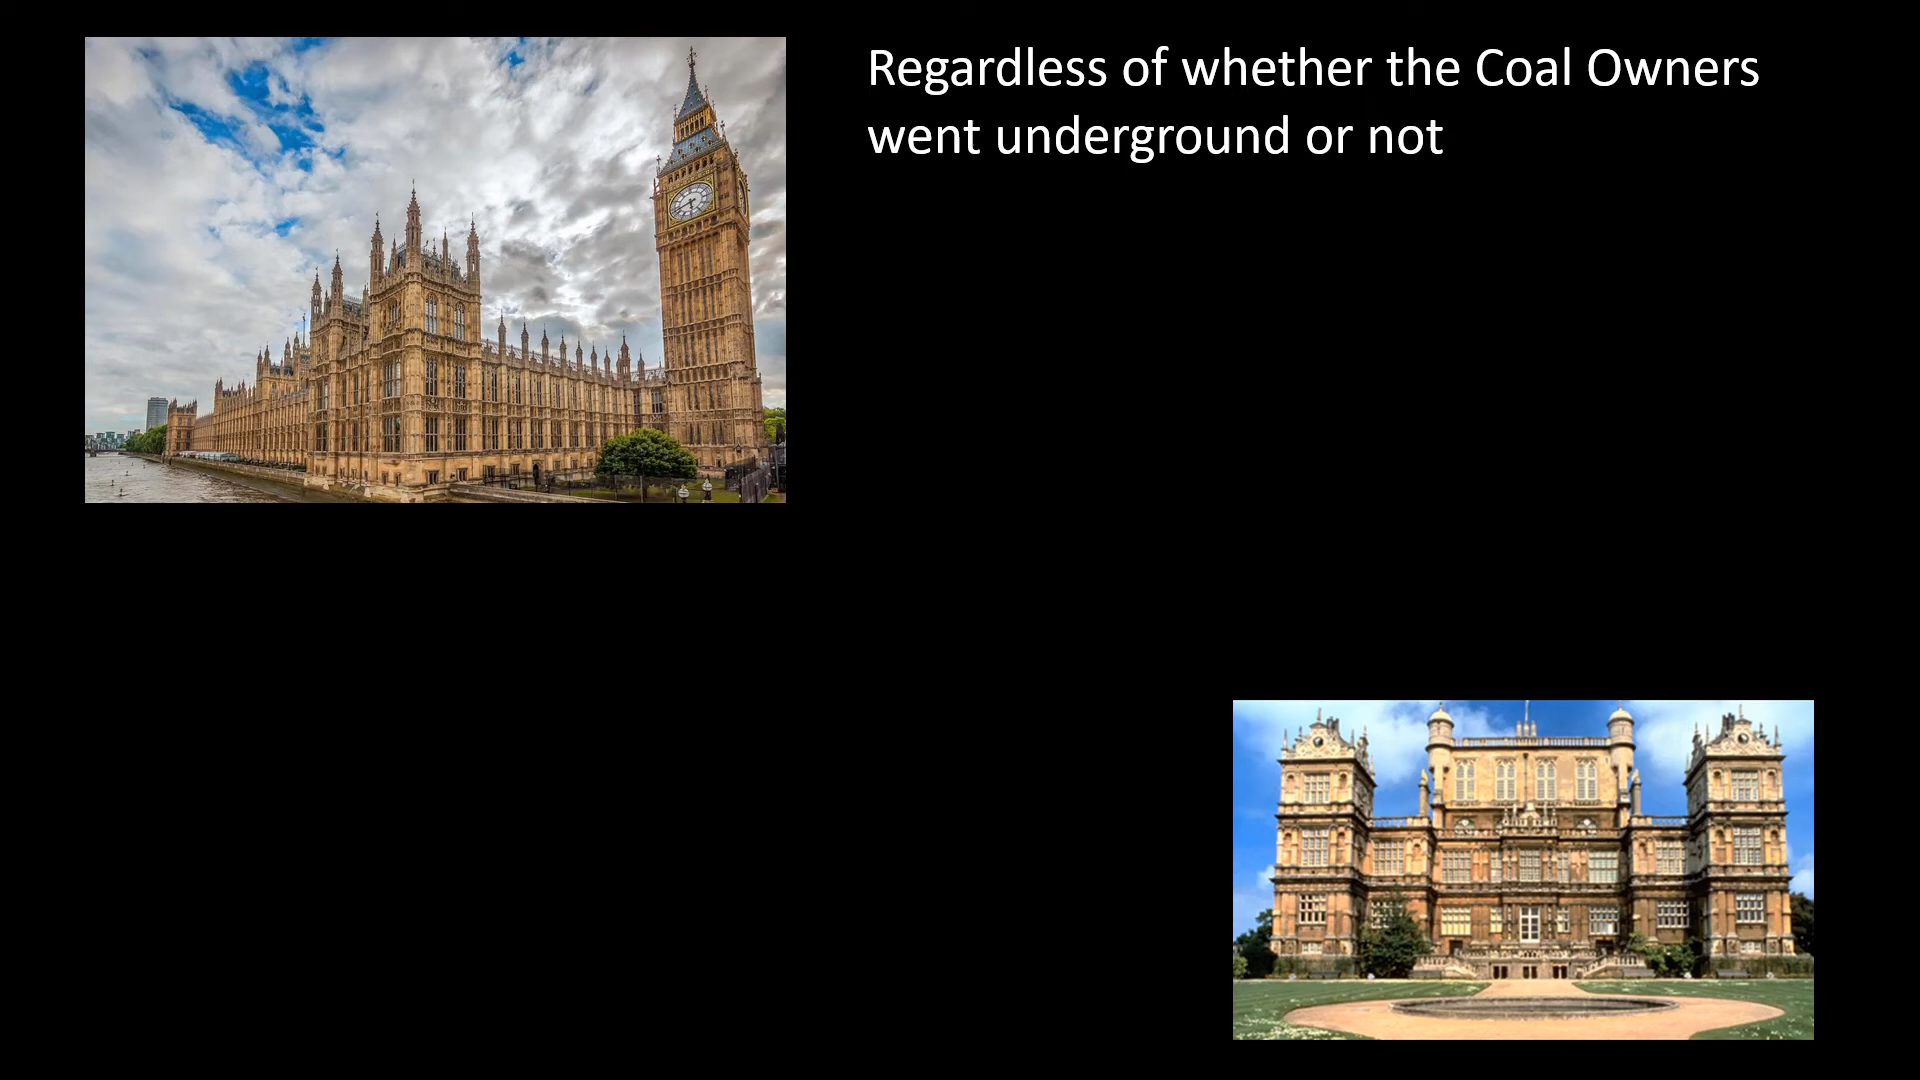 Regardless of whether the Coal Owners
went underground or not